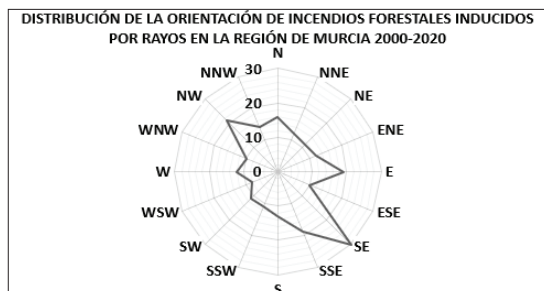 DISTRIBUCIÓN DE LA ORIENTACIÓN DE INCENDIOS FORESTALES INDUCIDOS
POR RAYOS EN LA REGIÓN DE MURCIA 2000-2020
N
NNW
30
NNE
NW
20
NE
WNW
10
ENE
W
0
E
WSW
ESE
SW
SE
SSW
SSE
S